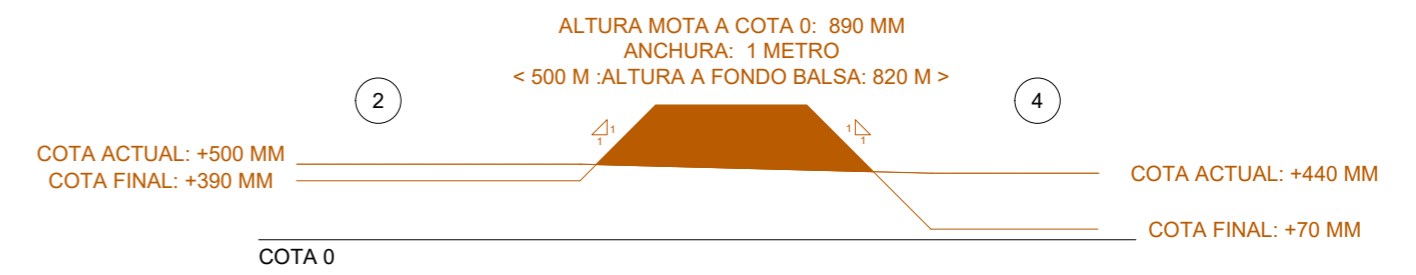 ALTURA MOTA A COTA 0: 890 MM
ANCHURA: 1 METRO
< 500 M :ALTURA A FONDO BALSA: 820 M >
2
4
1
1
1
1
COTA ACTUAL: +500 MM
COTA FINAL: +390 MM
COTA ACTUAL: +440 MM
COTA FINAL: +70 MM
COTA 0